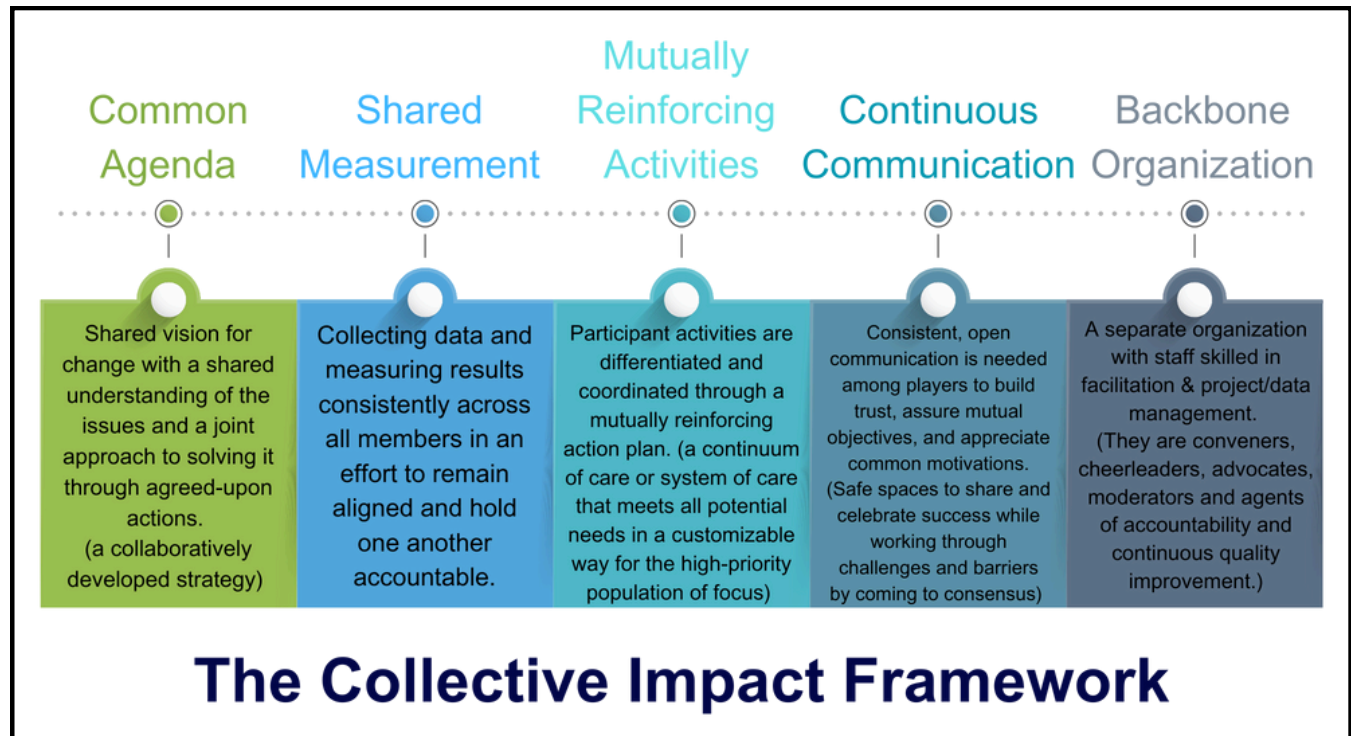 Common
Agenda
Shared
Measurement
Mutually
Reinforcing
Activities
Continuous
Communication
Backbone
Organization
Shared vision for
change with a shared
understanding of the
issues and a joint
approach to solving it
through agreed-upon
actions.
(a collaboratively
developed strategy)
Collecting data and
measuring results
consistently across
all members in an
effort to remain
aligned and hold
one another
accountable.
Participant activities are
differentiated and
coordinated through a
mutually reinforcing
action plan. (a continuum
of care or system of care
that meets all potential
needs in a customizable
way for the high-priority
population of focus)
Consistent, open
communication is needed
among players to build
trust, assure mutual
objectives, and appreciate
common motivations.
(Safe spaces to share and
celebrate success while
working through
challenges and barriers
by coming to consensus)
A separate organization
with staff skilled in
facilitation & project/data
management.
(They are conveners,
cheerleaders, advocates,
moderators and agents
of accountability and
continuous quality
improvement.)
The Collective Impact Framework